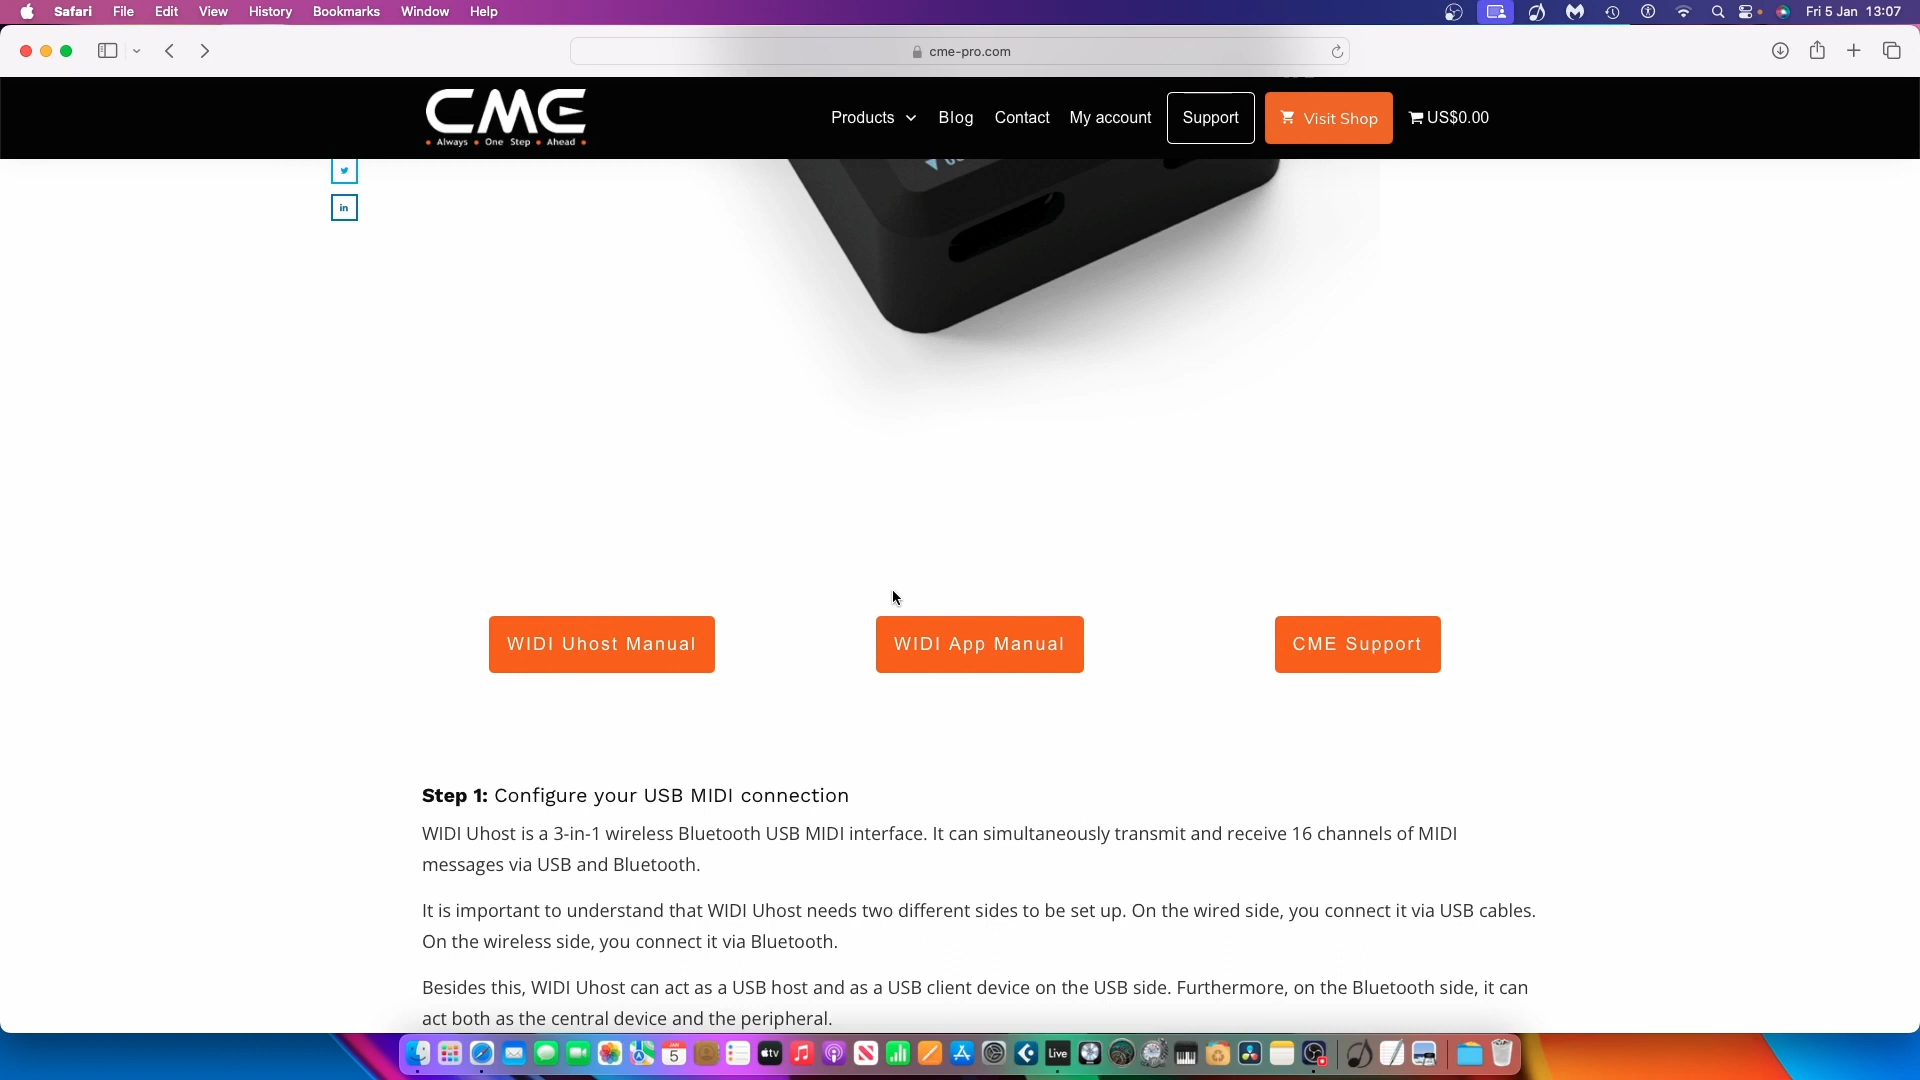 Safari File Edit View History Bookmarks Window Help Fri 5 Jan 13:07
cme-pro.com
CME
Always One Step Ahead
Products Blog Contact My account Support Visit Shop US$0.00
in
WIDI Uhost Manual WIDI App Manual CME Support
Step 1: Configure your USB MIDI connection
WIDI Uhost is a 3-in-1 wireless Bluetooth USB MIDI interface. It can simultaneously transmit and receive 16 channels of MIDI
messages via USB and Bluetooth.
It is important to understand that WIDI Uhost needs two different sides to be set up. On the wired side, you connect it via USB cables.
On the wireless side, you connect it via Bluetooth.
Besides this, WIDI Uhost can act as a USB host and as a USB client device on the USB side. Furthermore, on the Bluetooth side, it can
act both as the central device and the peripheral.
JAN
5
tv
Live